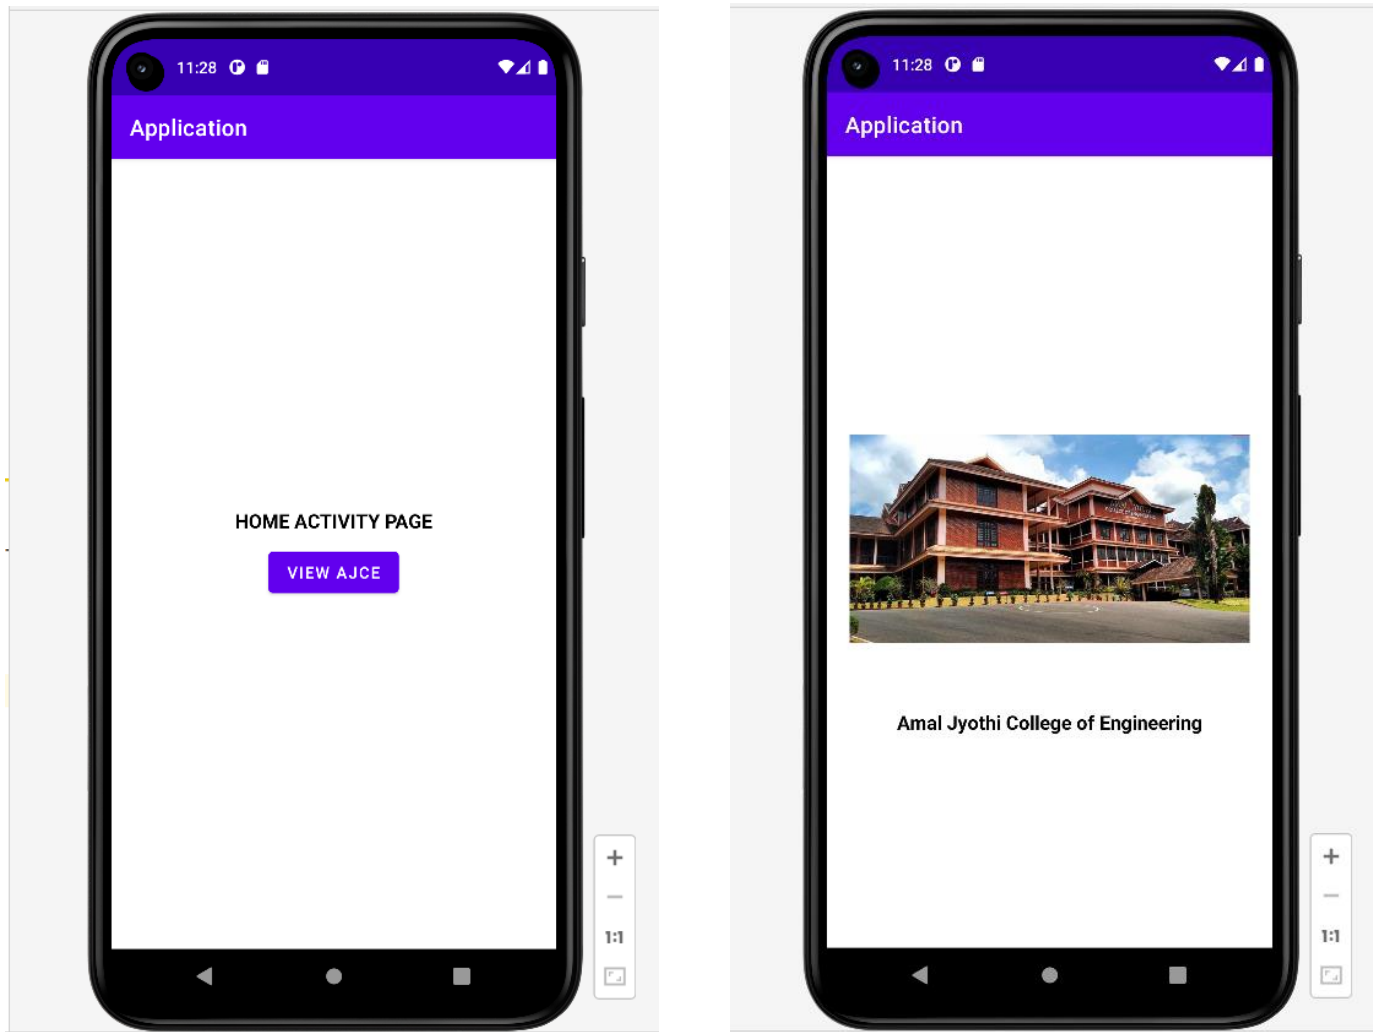 11:28
Application
HOME ACTIVITY PAGE
VIEW AJCE
1:1
11:28
Application
Amal Jyothi College of Engineering
1:1